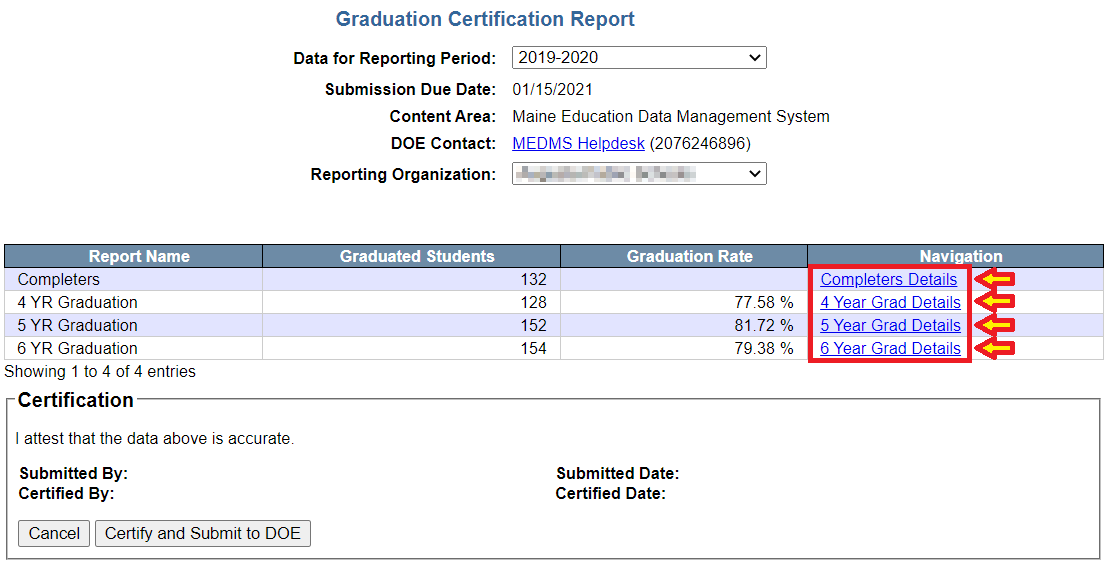 Graduation Certification Report
Data for Reporting Period: 2019-2020
Submission Due Date: 01/15/2021
Content Area: Maine Education Data Management System
DOE Contact: MEDMS Helpdesk (2076246896)
Reporting Organization:
Report Name Graduated Students Graduation Rate Navigation
Completers 132 Completers Details
4 YR Graduation 128 77.58 % 4 Year Grad Details
5 YR Graduation 152 81.72 % 5 Year Grad Details
6 YR Graduation 154 79.38 % 6 Year Grad Details
Showing 1 to 4 of 4 entries
Certification
I attest that the data above is accurate.
Submitted By: Submitted Date:
Certified By: Certified Date:
Cancel Certify and Submit to DOE